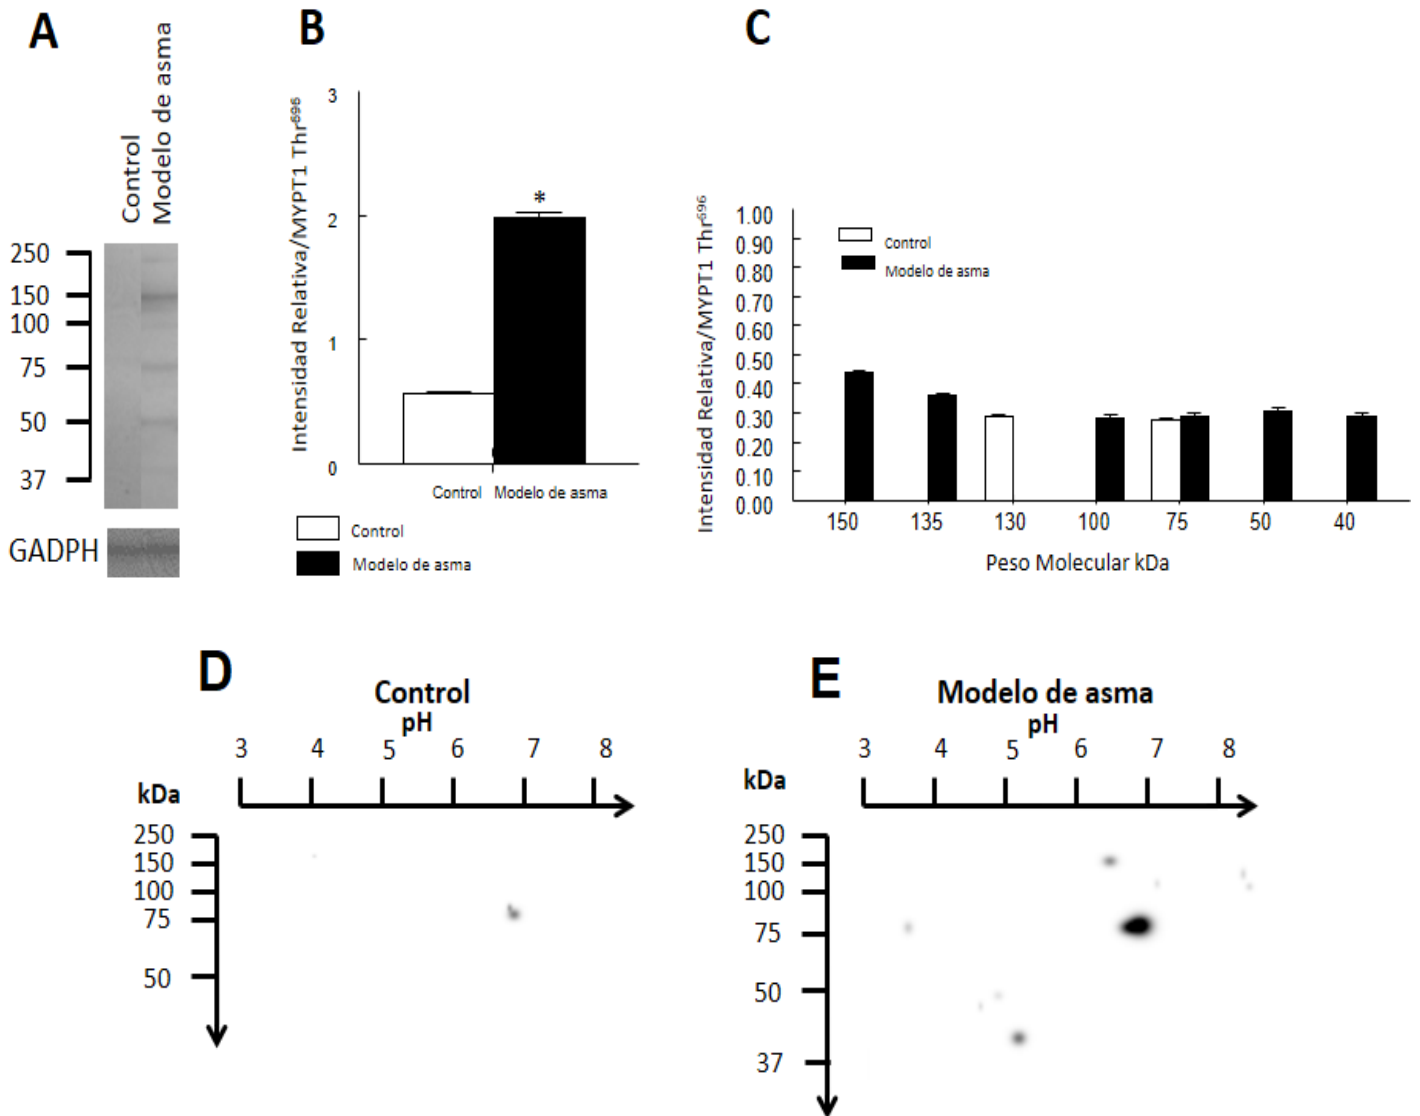 A
Control
Modelo de asma
250
150
100
75
50
37
GADPH
B
Intensidad Relativa/MYPT1 Thr⁶⁹⁶
3
2
1
0
*
Control Modelo de asma
Control
Modelo de asma
C
Intensidad Relativa/MYPT1 Thr⁶⁹⁶
1.00
0.90
0.80
0.70
0.60
0.50
0.40
0.30
0.20
0.10
0.00
Control
Modelo de asma
150 135 130 100 75 50 40
Peso Molecular kDa
D
Control
pH
3 4 5 6 7 8
kDa
250
150
100
75
50
E
Modelo de asma
pH
3 4 5 6 7 8
kDa
250
150
100
75
50
37